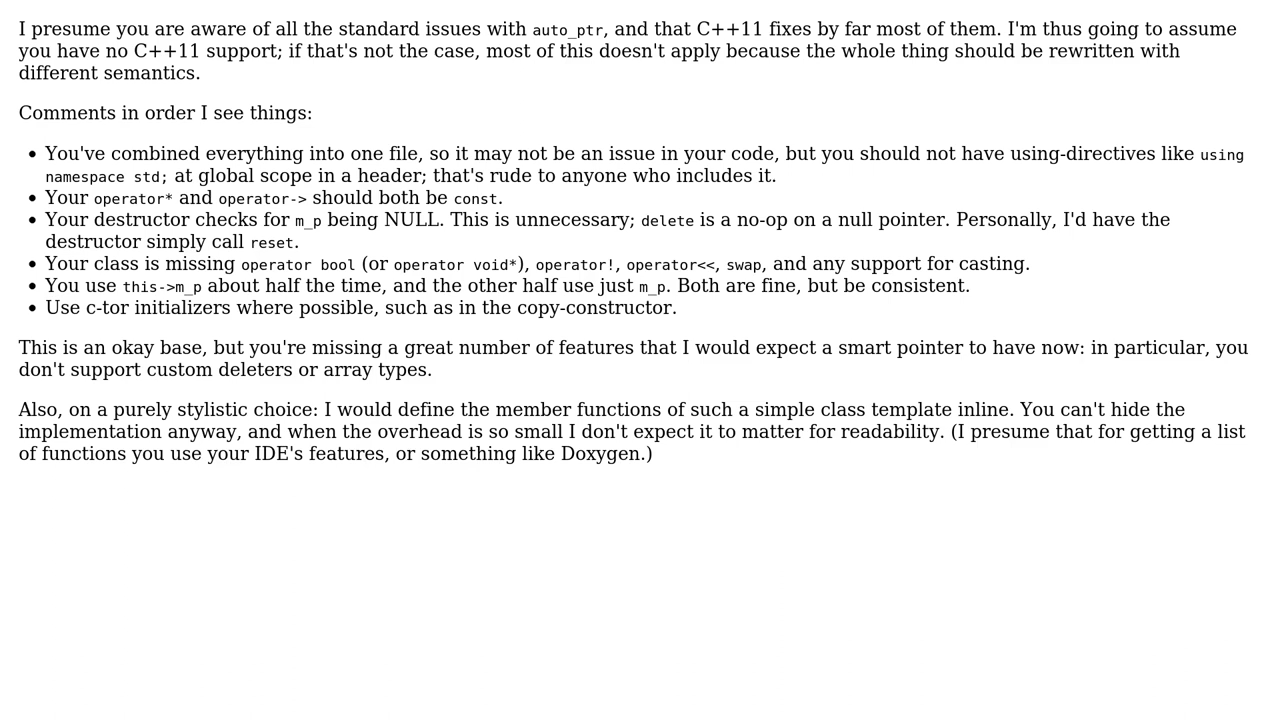 I presume you are aware of all the standard issues with auto_ptr, and that C++11 fixes by far most of them. I'm thus going to assume
you have no C++11 support; if that's not the case, most of this doesn't apply because the whole thing should be rewritten with
different semantics.
Comments in order I see things:
• You've combined everything into one file, so it may not be an issue in your code, but you should not have using-directives like using
namespace std; at global scope in a header; that's rude to anyone who includes it.
• Your operator* and operator-> should both be const.
• Your destructor checks for m_p being NULL. This is unnecessary; delete is a no-op on a null pointer. Personally, I'd have the
destructor simply call reset.
• Your class is missing operator bool (or operator void*), operator!, operator<<, swap, and any support for casting.
• You use this->m_p about half the time, and the other half use just m_p. Both are fine, but be consistent.
• Use c-tor initializers where possible, such as in the copy-constructor.
This is an okay base, but you're missing a great number of features that I would expect a smart pointer to have now: in particular, you
don't support custom deleters or array types.
Also, on a purely stylistic choice: I would define the member functions of such a simple class template inline. You can't hide the
implementation anyway, and when the overhead is so small I don't expect it to matter for readability. (I presume that for getting a list
of functions you use your IDE's features, or something like Doxygen.)